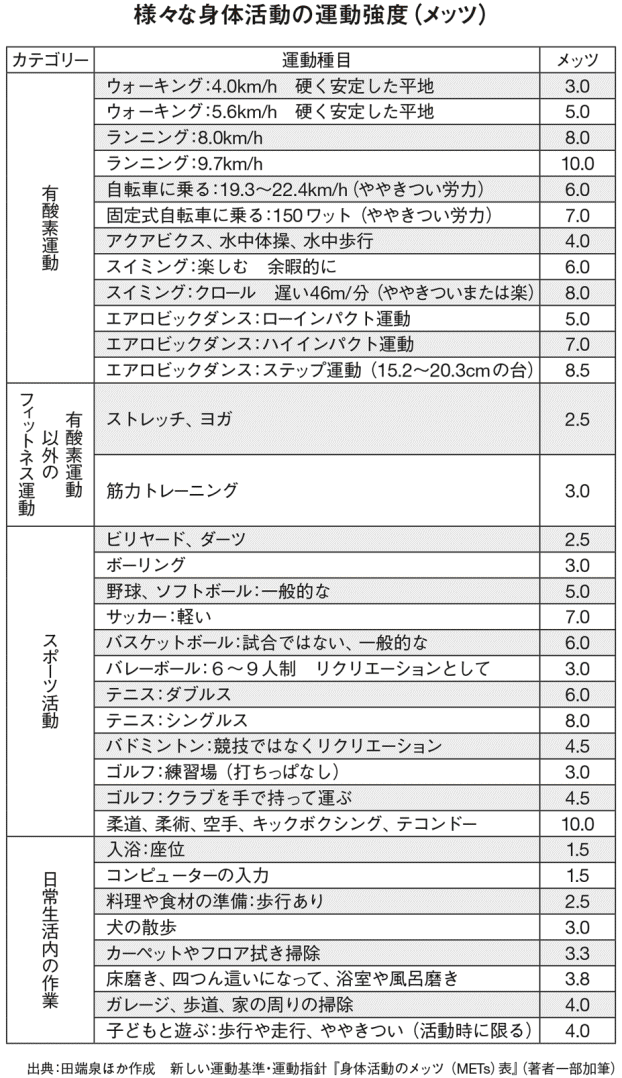 様々な身体活動の運動強度（メッツ）
カテゴリー　運動種目　メッツ
有酸素運動
ウォーキング：4.0km/h　硬く安定した平地　3.0
ウォーキング：5.6km/h　硬く安定した平地　5.0
ランニング：8.0km/h　8.0
ランニング：9.7km/h　10.0
自転車に乗る：19.3～22.4km/h（ややきつい労力）　6.0
固定式自転車に乗る：150ワット（ややきつい労力）　7.0
アクアビクス、水中体操、水中歩行　4.0
スイミング：楽しむ　余暇的に　6.0
スイミング：クロール　遅い46m/分（ややきついまたは楽）　8.0
エアロビックダンス：ローインパクト運動　5.0
エアロビックダンス：ハイインパクト運動　7.0
エアロビックダンス：ステップ運動（15.2～20.3cmの台）　8.5
有酸素運動
以外の
フィットネス運動
ストレッチ、ヨガ　2.5
筋力トレーニング　3.0
スポーツ活動
ビリヤード、ダーツ　2.5
ボーリング　3.0
野球、ソフトボール：一般的な　5.0
サッカー：軽い　7.0
バスケットボール：試合ではない、一般的な　6.0
バレーボール：６～９人制　リクリエーションとして　3.0
テニス：ダブルス　6.0
テニス：シングルス　8.0
バドミントン：競技ではなくリクリエーション　4.5
ゴルフ：練習場（打ちっぱなし）　3.0
ゴルフ：クラブを手で持って運ぶ　4.5
柔道、柔術、空手、キックボクシング、テコンドー　10.0
日常生活内の作業
入浴：座位　1.5
コンピューターの入力　1.5
料理や食材の準備：歩行あり　2.5
犬の散歩　3.0
カーペットやフロア拭き掃除　3.3
床磨き、四つん這いになって、浴室や風呂磨き　3.8
ガレージ、歩道、家の周りの掃除　4.0
子どもと遊ぶ：歩行や走行、ややきつい（活動時に限る）　4.0
出典：田端泉ほか作成　新しい運動基準・運動指針『身体活動のメッツ（METs）表』（著者一部加筆）